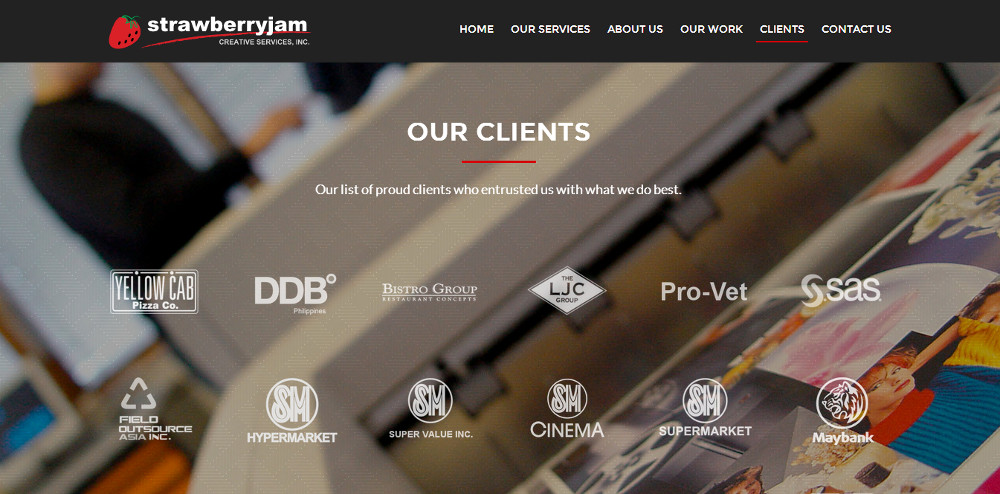 strawberryjam
CREATIVE SERVICES, INC.
HOME OUR SERVICES ABOUT US OUR WORK CLIENTS CONTACT US
OUR CLIENTS
Our list of proud clients who entrusted us with what we do best.
YELLOW CAB
Pizza Co.
DDB
Philippines
BISTRO GROUP
RESTAURANT CONCEPTS
THE
LJC
GROUP
Pro-Vet
sas
FIELD
OUTSOURCE
ASIA INC.
SM
HYPERMARKET
SM
SUPER VALUE INC.
SM
CINEMA
SM
SUPERMARKET
Maybank